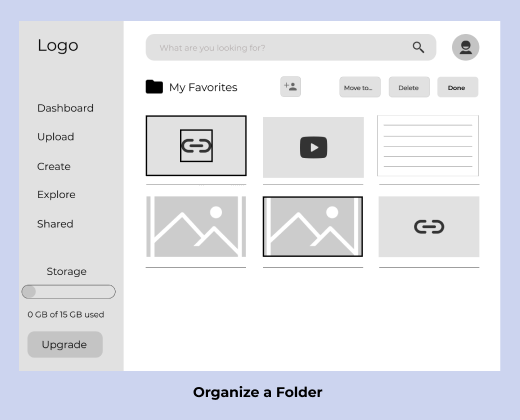 Logo
What are you looking for?
My Favorites
Move to...
Delete
Done
Dashboard
Upload
Create
Explore
Shared
Storage
0 GB of 15 GB used
Upgrade
Organize a Folder